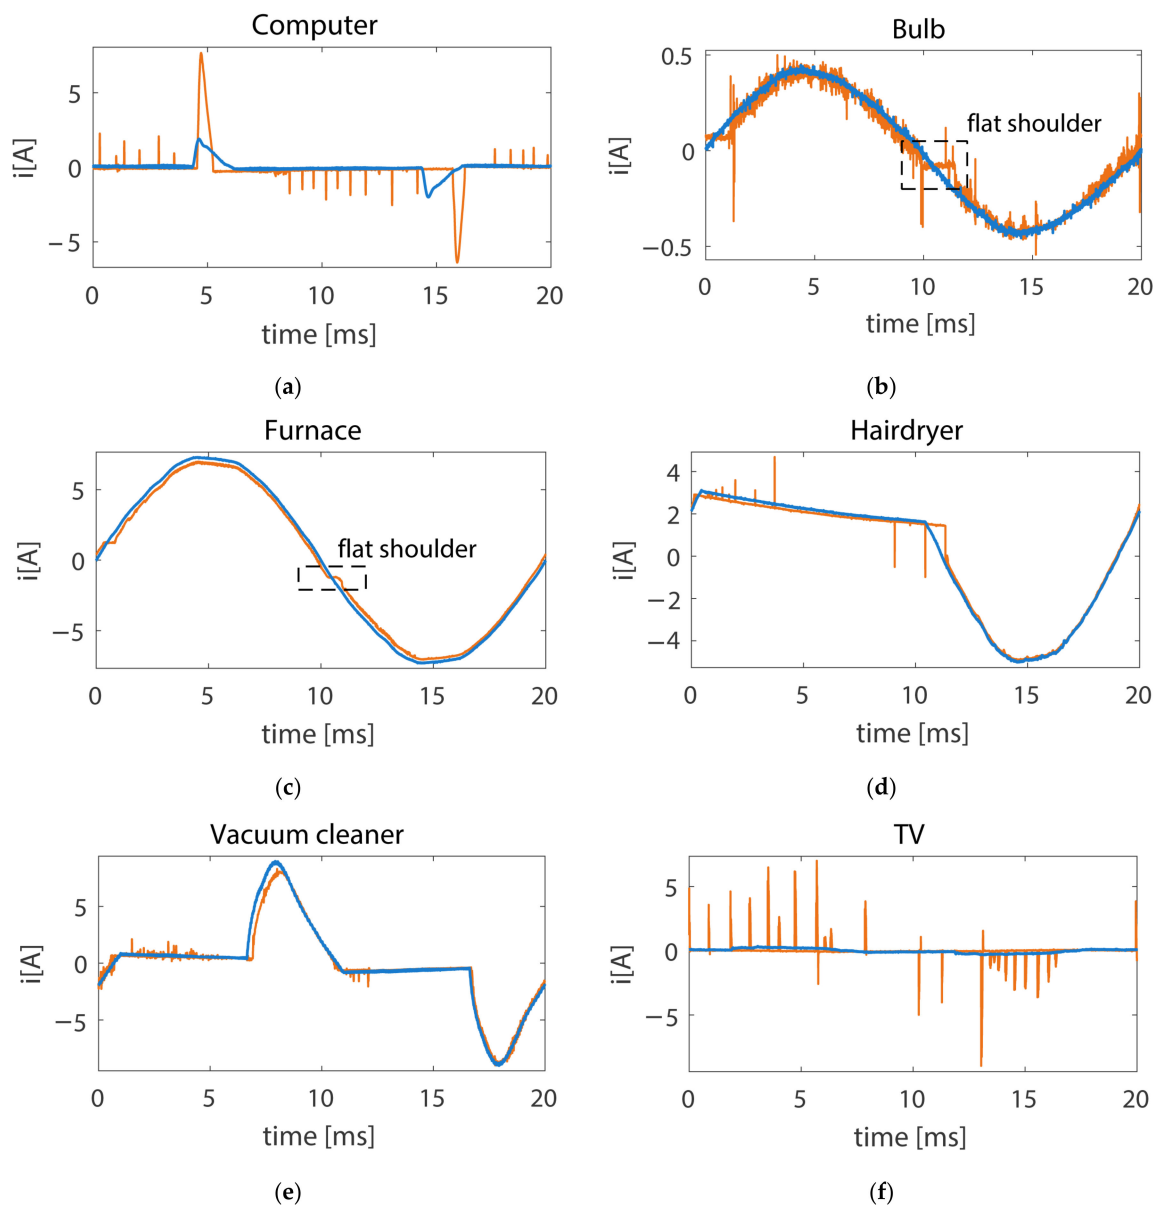 Computer
5
0
−5
i[A]
0 5 10 15 20
time [ms]
(a)
Bulb
0.5
0
−0.5
i[A]
flat shoulder
0 5 10 15 20
time [ms]
(b)
Furnace
5
0
−5
i[A]
flat shoulder
0 5 10 15 20
time [ms]
(c)
Hairdryer
4
2
0
−2
−4
i[A]
0 5 10 15 20
time [ms]
(d)
Vacuum cleaner
5
0
−5
i[A]
0 5 10 15 20
time [ms]
(e)
TV
5
0
−5
i[A]
0 5 10 15 20
time [ms]
(f)